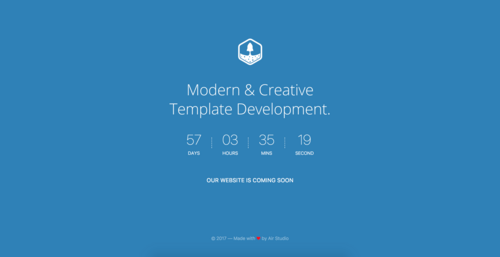 Modern & Creative
Template Development.
57 03 35 19
DAYS HOURS MINS SECOND
OUR WEBSITE IS COMING SOON
© 2017 — Made with ❤ by Air Studio